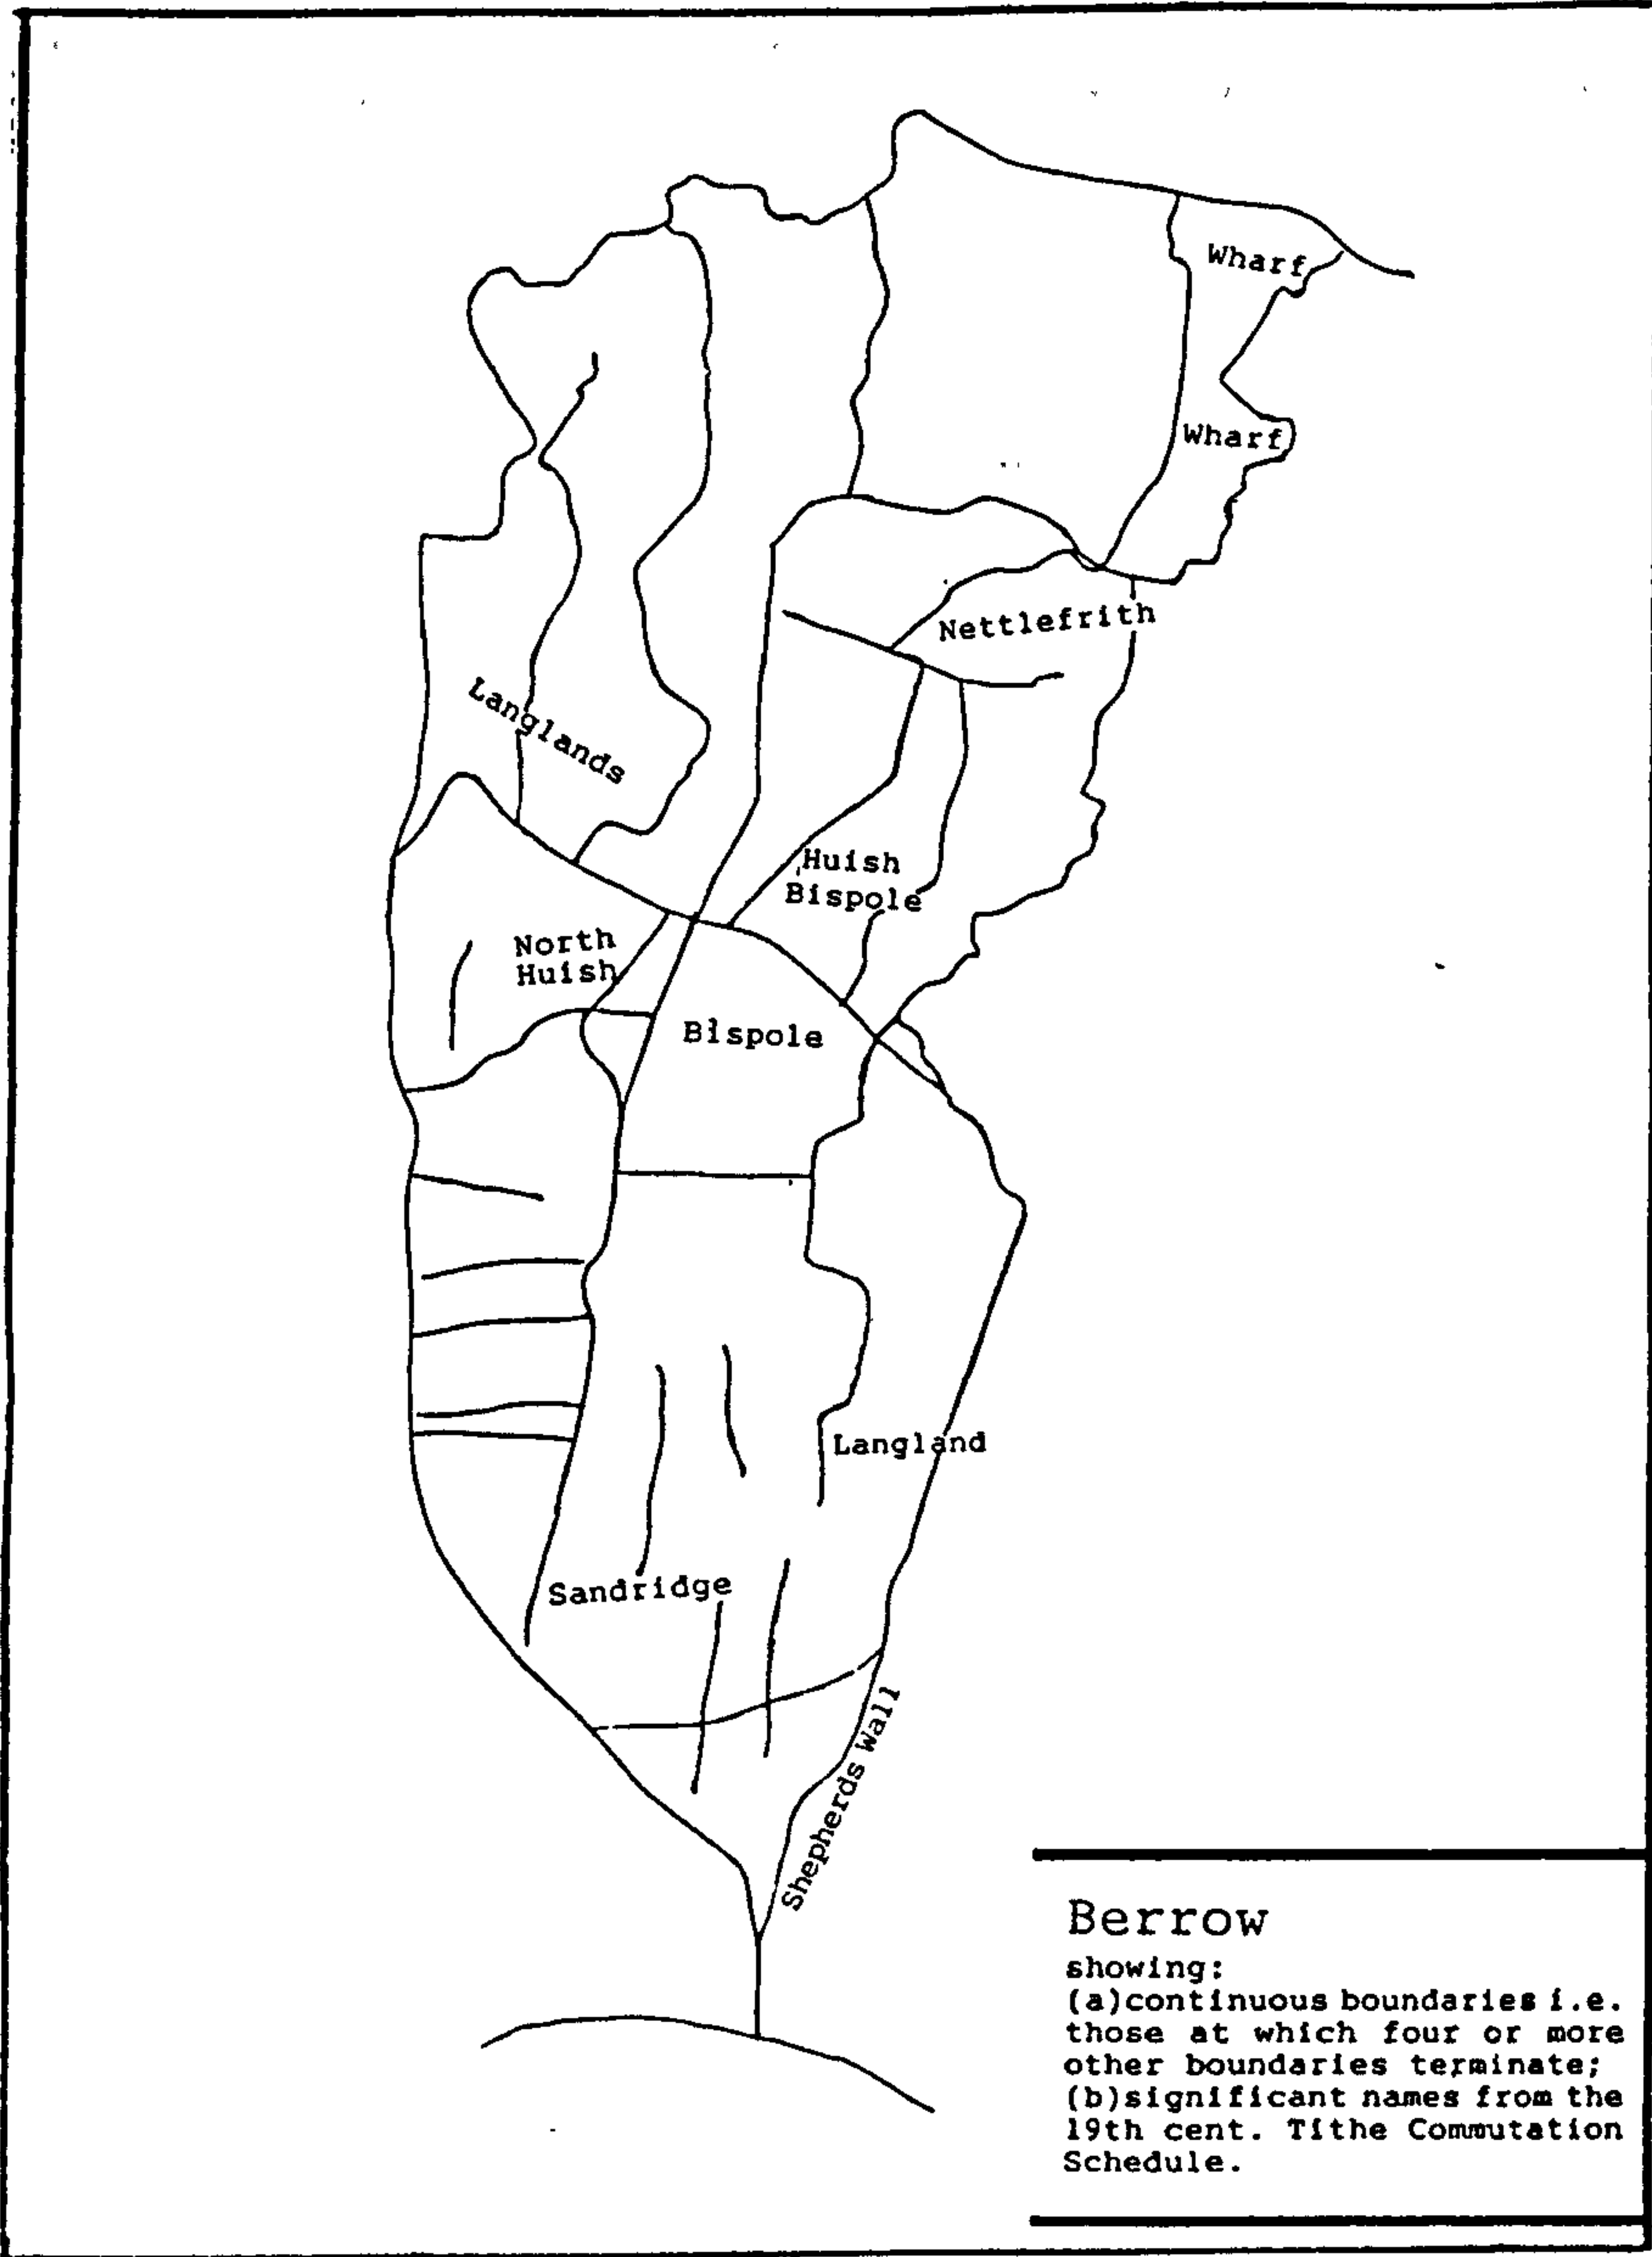 Wharf
Wharf
Nettlefrith
Langlands
Huish
Bispole
North
Huish
Bispole
Langland
Sandridge
Shepherds Wall
Berrow
showing:
(a)continuous boundaries i.e.
those at which four or more
other boundaries terminate;
(b)significant names from the
19th cent. Tithe Commutation
Schedule.